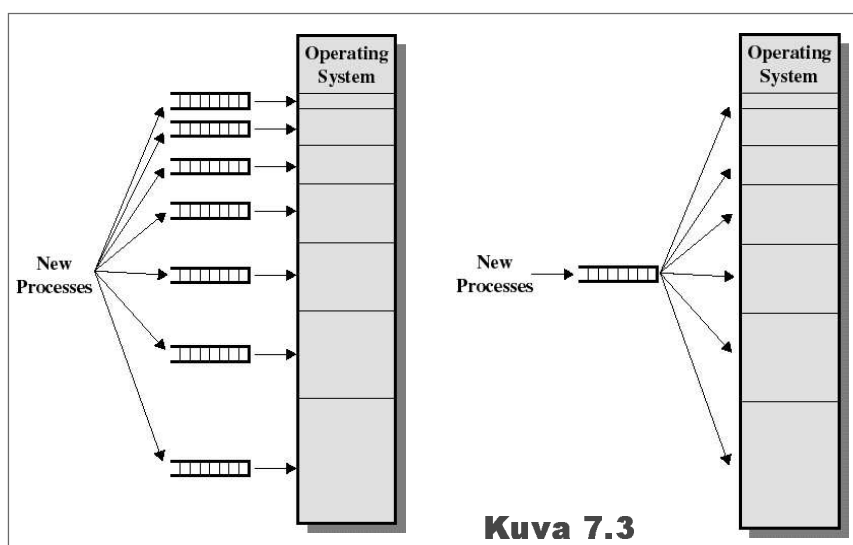 Operating
System
New
Processes
Operating
System
New
Processes
Kuva 7.3